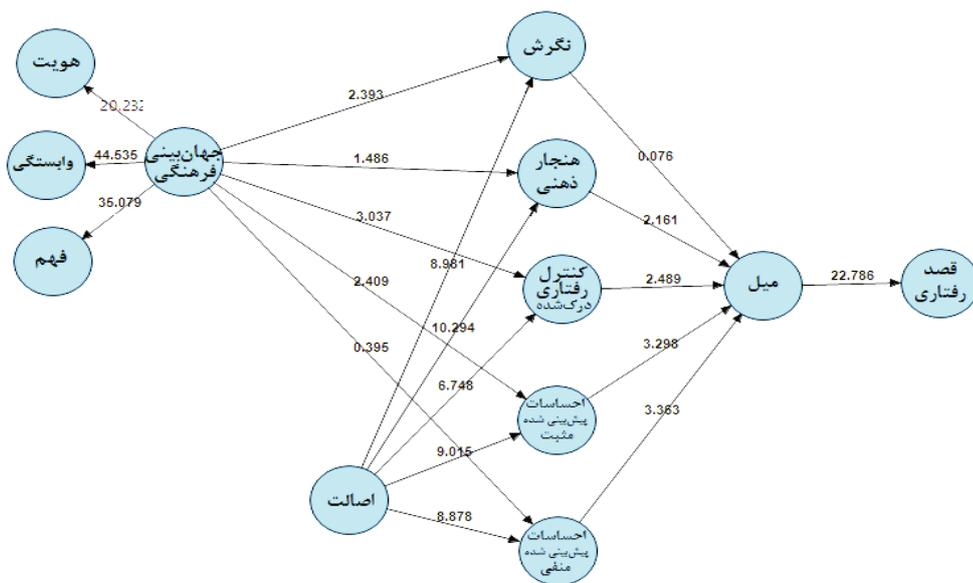 نگرش
هویت
2.393
20.232
وابستگی
44.535
جهان‌بینی
فرهنگی
1.486
هنجار
ذهنی
0.076
35.079
فهم
3.037
2.161
8.981
کنترل
رفتاری
درک‌شده
2.489
میل
22.786
قصد
رفتاری
2.409
10.294
0.395
6.748
3.298
احساسات
پیش‌بینی شده
مثبت
3.363
9.015
اصالت
8.878
احساسات
پیش‌بینی شده
منفی